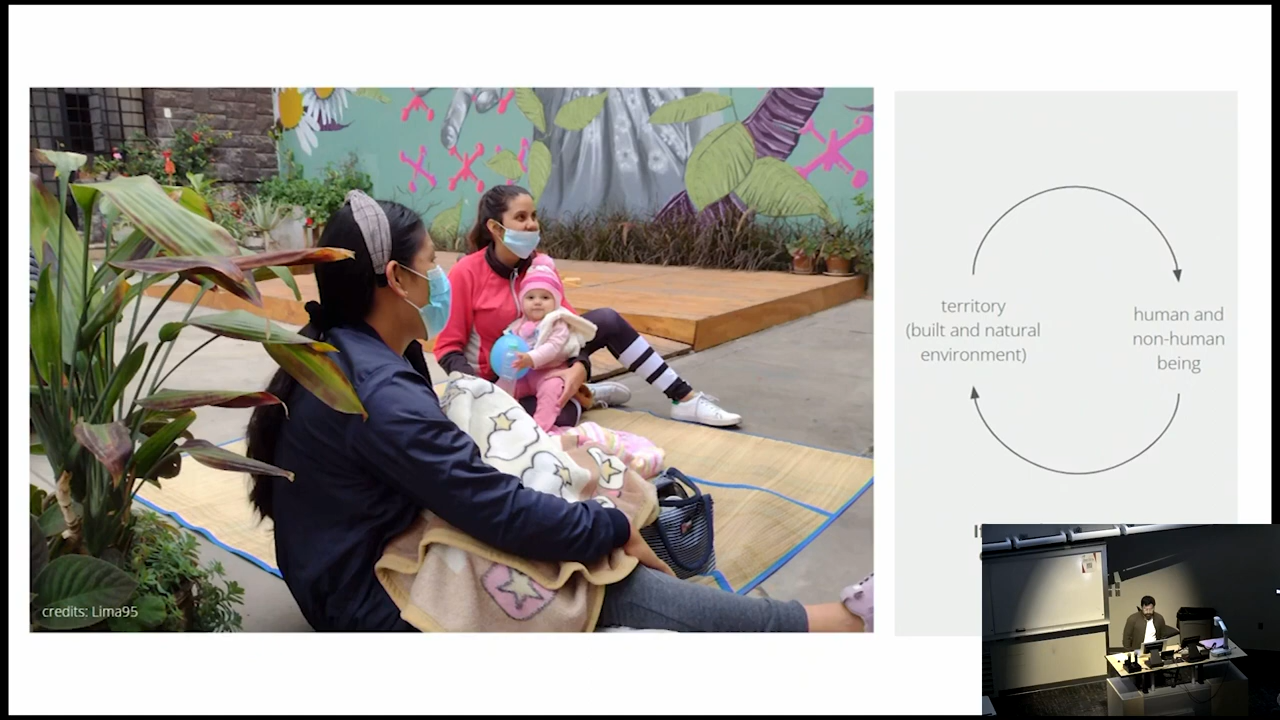 credits: Lima95
territory
(built and natural
environment)
human and
non-human
being